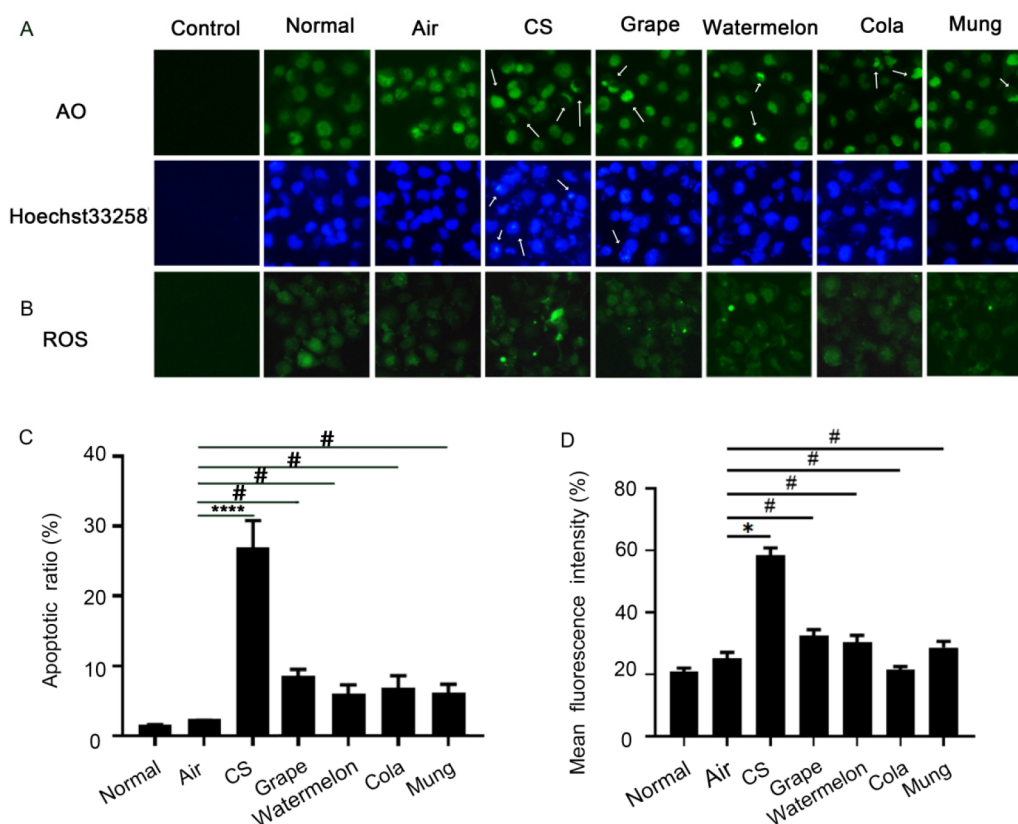 A
Control Normal Air CS Grape Watermelon Cola Mung
AO
Hoechst33258
B
ROS
C
Apoptotic ratio (%)
40
30
20
10
0
#
#
#
#
****
Normal Air CS Grape Watermelon Cola Mung
D
Mean fluorescence intensity (%)
80
60
40
20
0
#
#
#
#
*
Normal Air CS Grape Watermelon Cola Mung